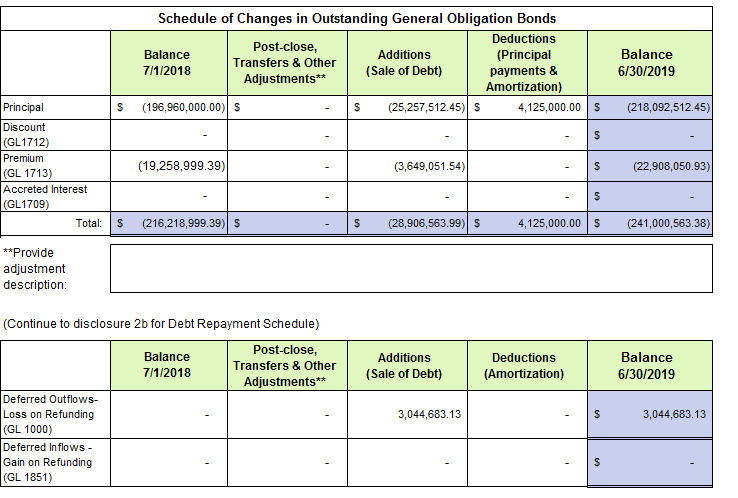 Schedule of Changes in Outstanding General Obligation Bonds
Balance
7/1/2018
Post-close,
Transfers & Other
Adjustments**
Additions
(Sale of Debt)
Deductions
(Principal
payments &
Amortization)
Balance
6/30/2019
Principal $ (196,960,000.00) $ - $ (25,257,512.45) $ 4,125,000.00 $ (218,092,512.45)
Discount
(GL1712) - - - - $ -
Premium
(GL 1713) (19,258,999.39) - (3,649,051.54) - $ (22,908,050.93)
Accreted Interest
(GL1709) - - - - $ -
Total: $ (216,218,999.39) $ - $ (28,906,563.99) $ 4,125,000.00 $ (241,000,563.38)
**Provide
adjustment
description:
(Continue to disclosure 2b for Debt Repayment Schedule)
Balance
7/1/2018
Post-close,
Transfers & Other
Adjustments**
Additions
(Sale of Debt)
Deductions
(Amortization)
Balance
6/30/2019
Deferred Outflows-
Loss on Refunding - - 3,044,683.13 - $ 3,044,683.13
(GL 1000)
Deferred Inflows -
Gain on Refunding - - - - $ -
(GL 1851)